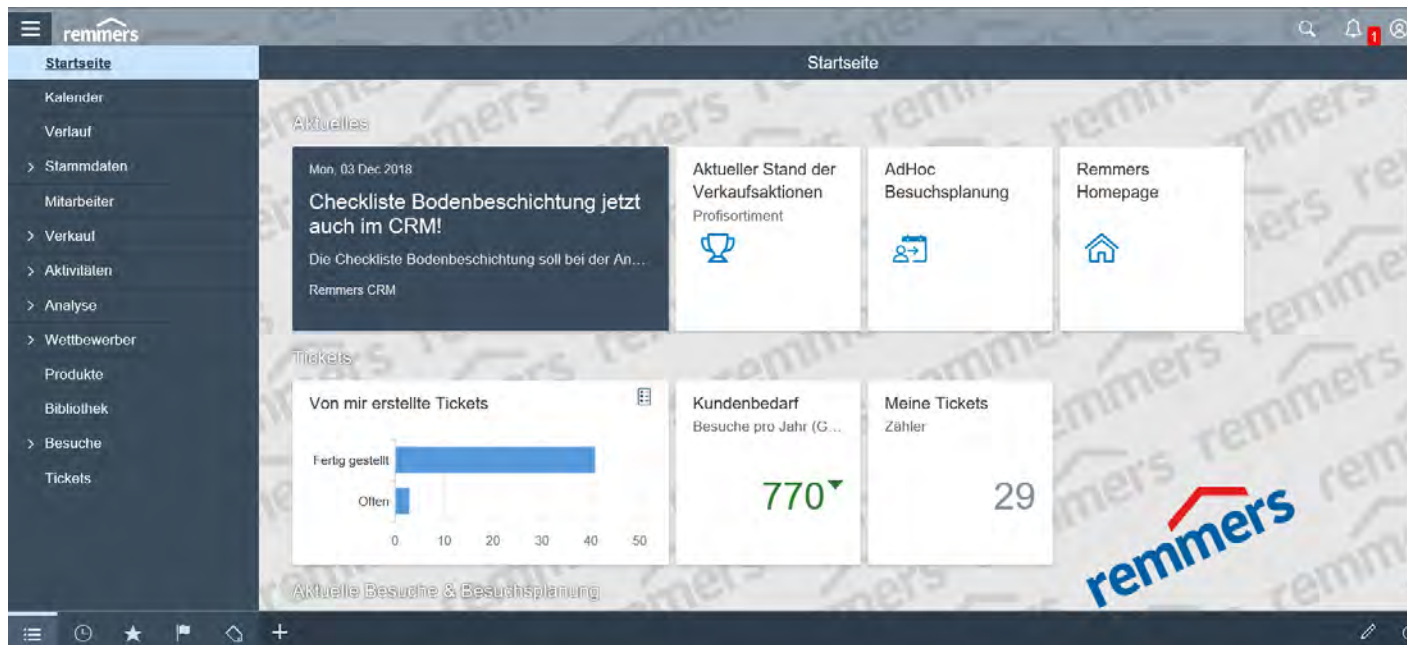 remmers
1
Startseite
Startseite
Kalender
Verlauf
Stammdaten
Mitarbeiter
Verkauf
Aktivitäten
Analyse
Wettbewerber
Produkte
Bibliothek
Besuche
Tickets
Aktuelles
Mon, 03 Dec 2018
Checkliste Bodenbeschichtung jetzt
auch im CRM!
Die Checkliste Bodenbeschichtung soll bei der An...
Remmers CRM
Aktueller Stand der
Verkaufsaktionen
Profisortiment
AdHoc
Besuchsplanung
Remmers
Homepage
Tickets
Von mir erstellte Tickets
Fertig gestellt
Offen
0 10 20 30 40 50
Kundenbedarf
Besuche pro Jahr (G...
770
Meine Tickets
Zähler
29
remmers
Aktuelle Besuche & Besuchsplanung